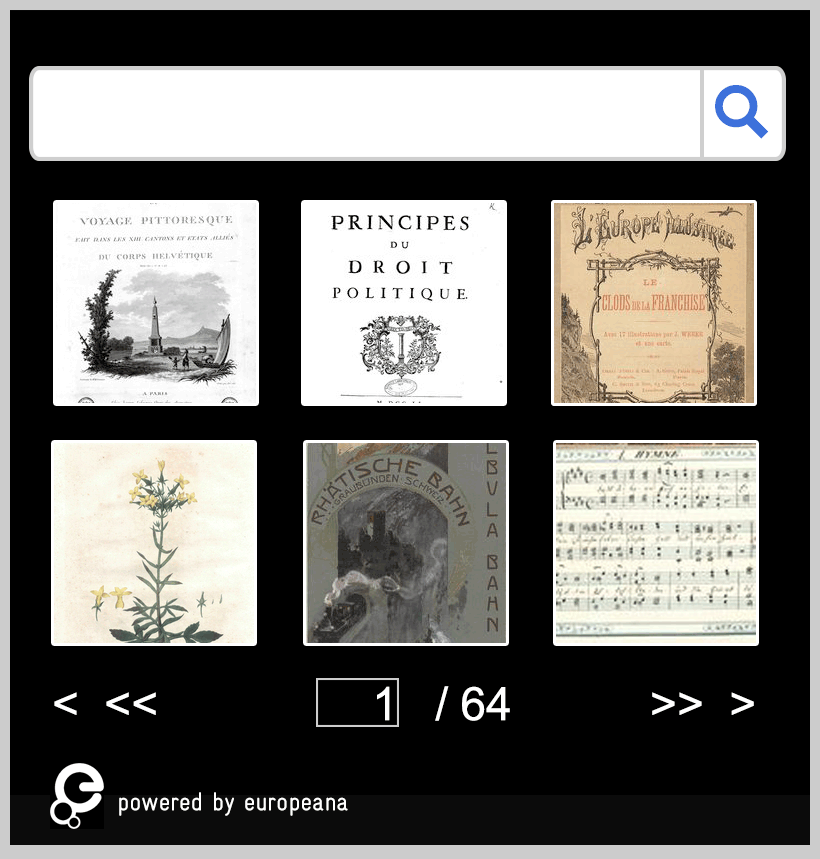 VOYAGE PITTORESQUE
FAIT DANS LES XIII CANTONS ET ETATS ALLIÉS
DU CORPS HELVÉTIQUE
A PARIS
PRINCIPES
DU
DROIT
POLITIQUE.
L'EUROPE ILLUSTRÉE.
LE
CLOBS DE LA FRANCHISE
Avec 17 illustrations par J. WEBER
et une carte.
RHÄTISCHE BAHN
GRAUBÜNDEN-SCHWEIZ
LBVLA BAHN
HYMNE
< <<
1 / 64
>> >
powered by europeana